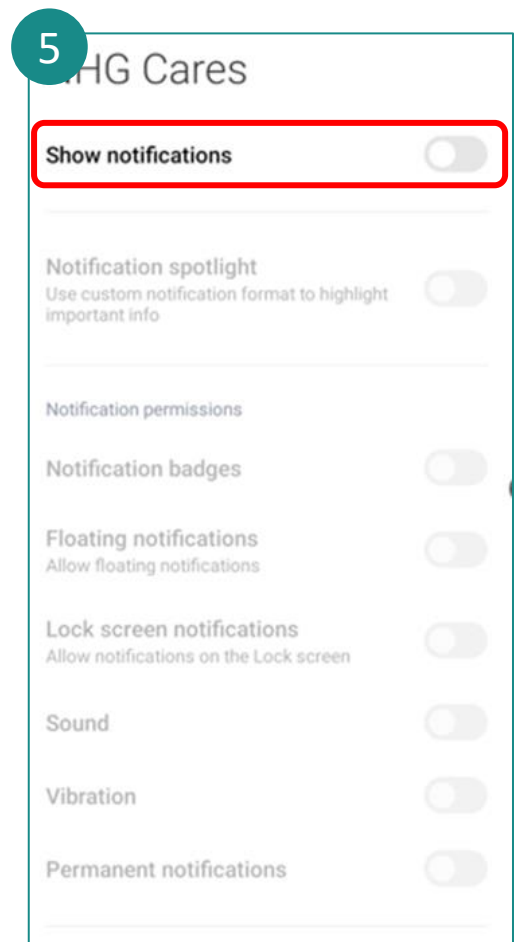 5
HG Cares
Show notifications
Notification spotlight
Use custom notification format to highlight
important info
Notification permissions
Notification badges
Floating notifications
Allow floating notifications
Lock screen notifications
Allow notifications on the Lock screen
Sound
Vibration
Permanent notifications